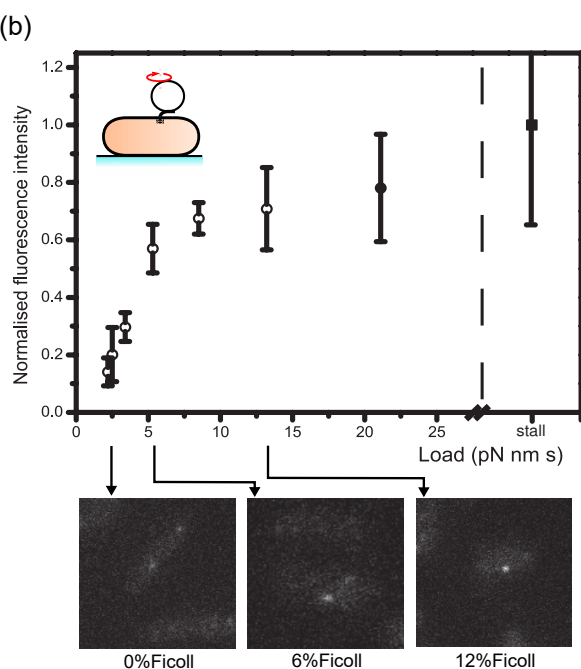 (b)
Normalised fluorescence intensity
1.2
1.0
0.8
0.6
0.4
0.2
0.0
0 5 10 15 20 25 stall
Load (pN nm s)
0%Ficoll 6%Ficoll 12%Ficoll